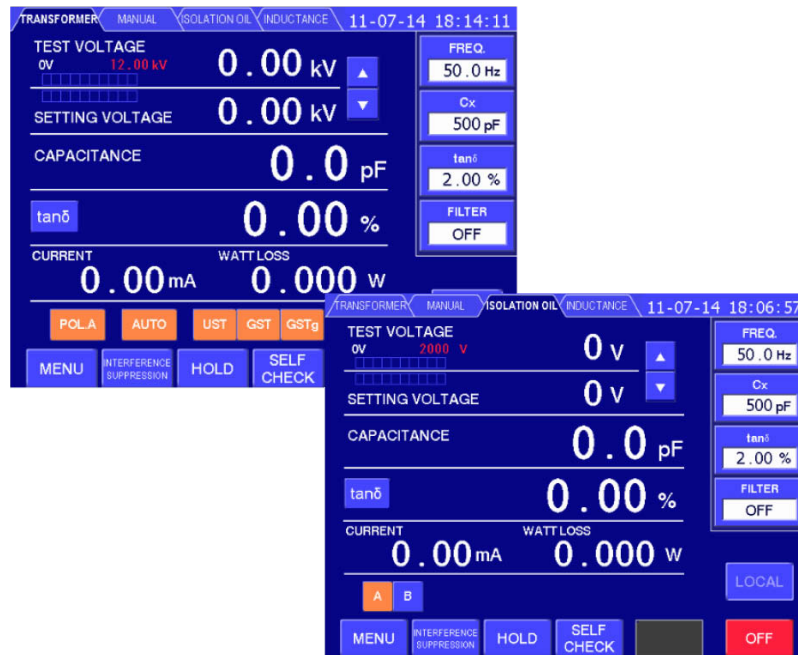 TRANSFORMER MANUAL ISOLATION OIL INDUCTANCE 11-07-14 18:14:11
TEST VOLTAGE
0V 12.00 kV
0.00 kV
▲
SETTING VOLTAGE 0.00 kV
▼
CAPACITANCE 0.0 pF
tanδ 0.00 %
CURRENT WATT LOSS
0.00 mA 0.000 W
POL.A AUTO UST GST GSTg
MENU INTERFERENCE SUPPRESSION HOLD SELF CHECK
FREQ.
50.0 Hz
Cx
500 pF
tanδ
2.00 %
FILTER
OFF
TRANSFORMER MANUAL ISOLATION OIL INDUCTANCE 11-07-14 18:06:57
TEST VOLTAGE
0V 2000 V
0 V
▲
SETTING VOLTAGE 0 V
▼
CAPACITANCE 0.0 pF
tanδ 0.00 %
CURRENT WATT LOSS
0.00 mA 0.000 W
A B
MENU INTERFERENCE SUPPRESSION HOLD SELF CHECK
FREQ.
50.0 Hz
Cx
500 pF
tanδ
2.00 %
FILTER
OFF
LOCAL
OFF